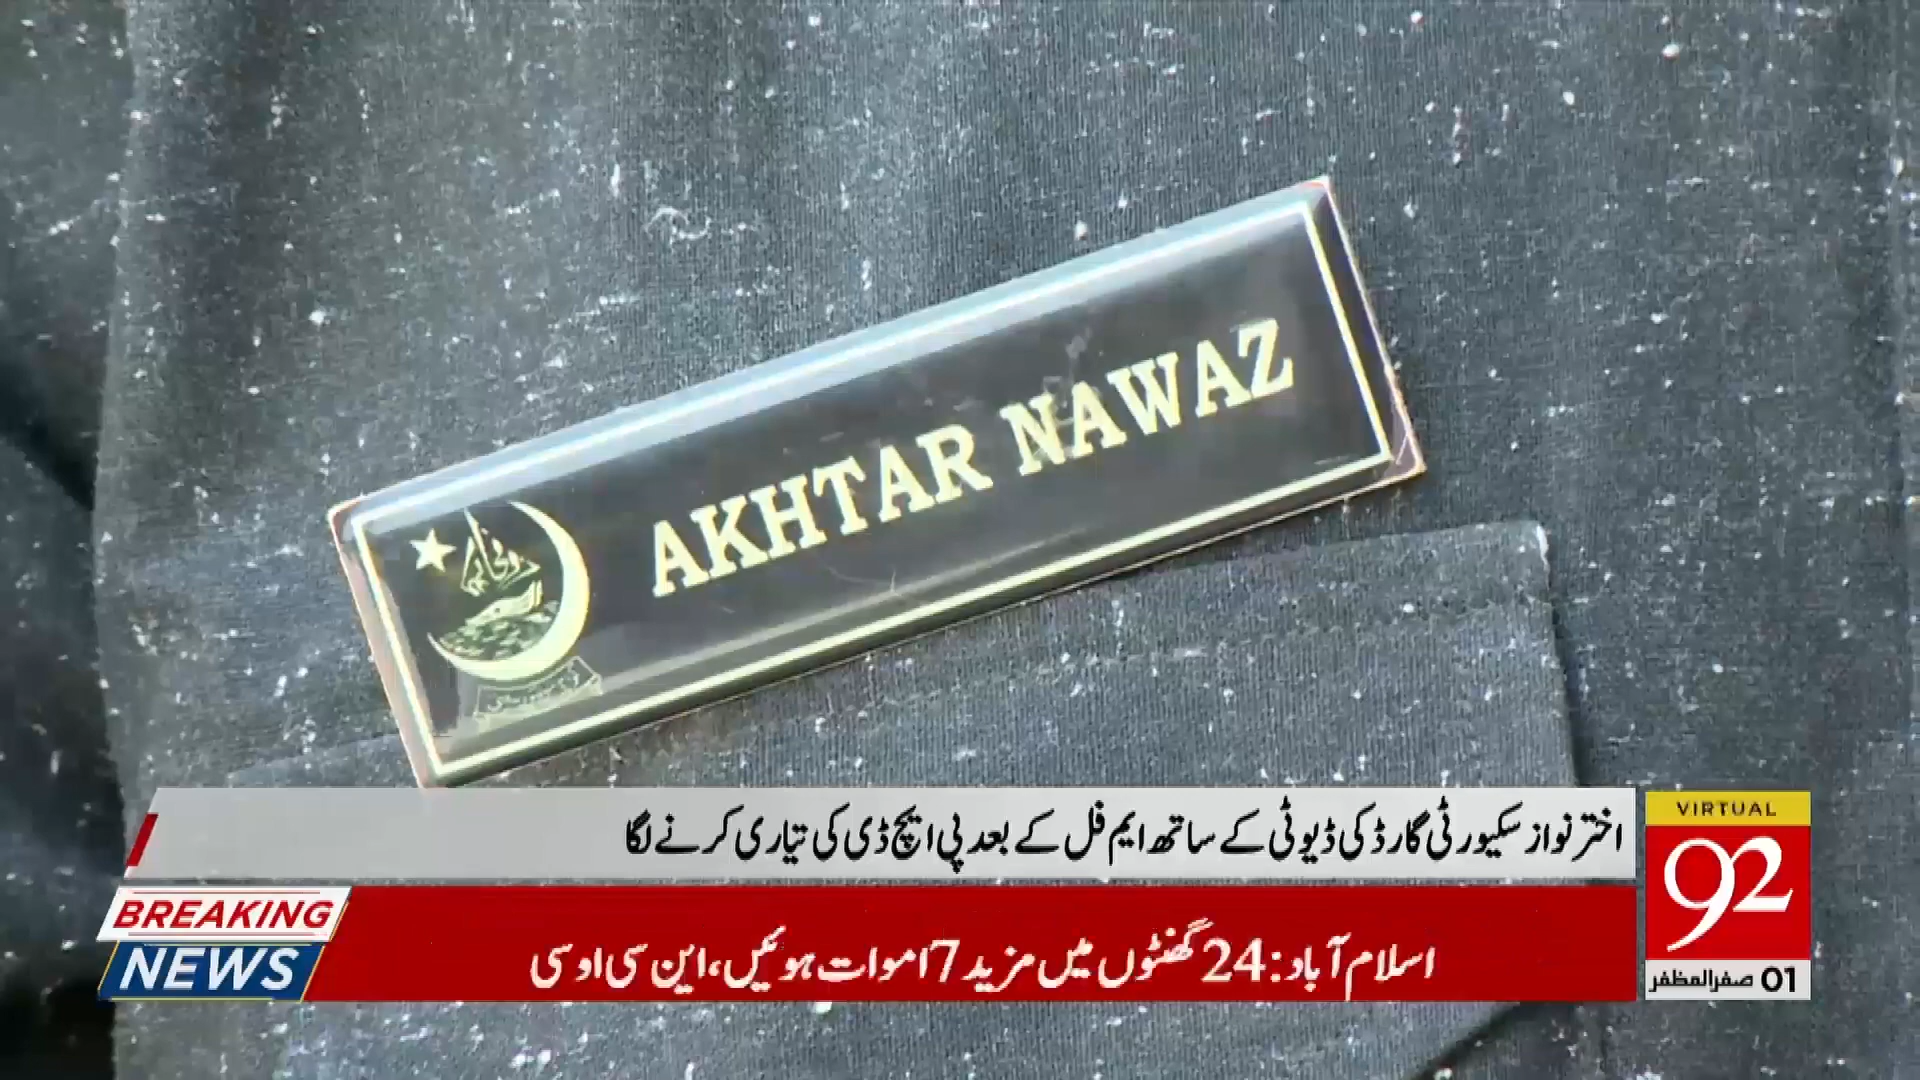 AKHTAR NAWAZ
اختر نواز سکیورٹی گارڈ کی ڈیوٹی کے ساتھ ایم فل کے بعد پی ایچ ڈی کی تیاری کرنے لگا
VIRTUAL
92
BREAKING
NEWS
اسلام آباد: 24 گھنٹوں میں مزید 7 اموات ہوئیں، این سی او سی
01 صفر المظفر